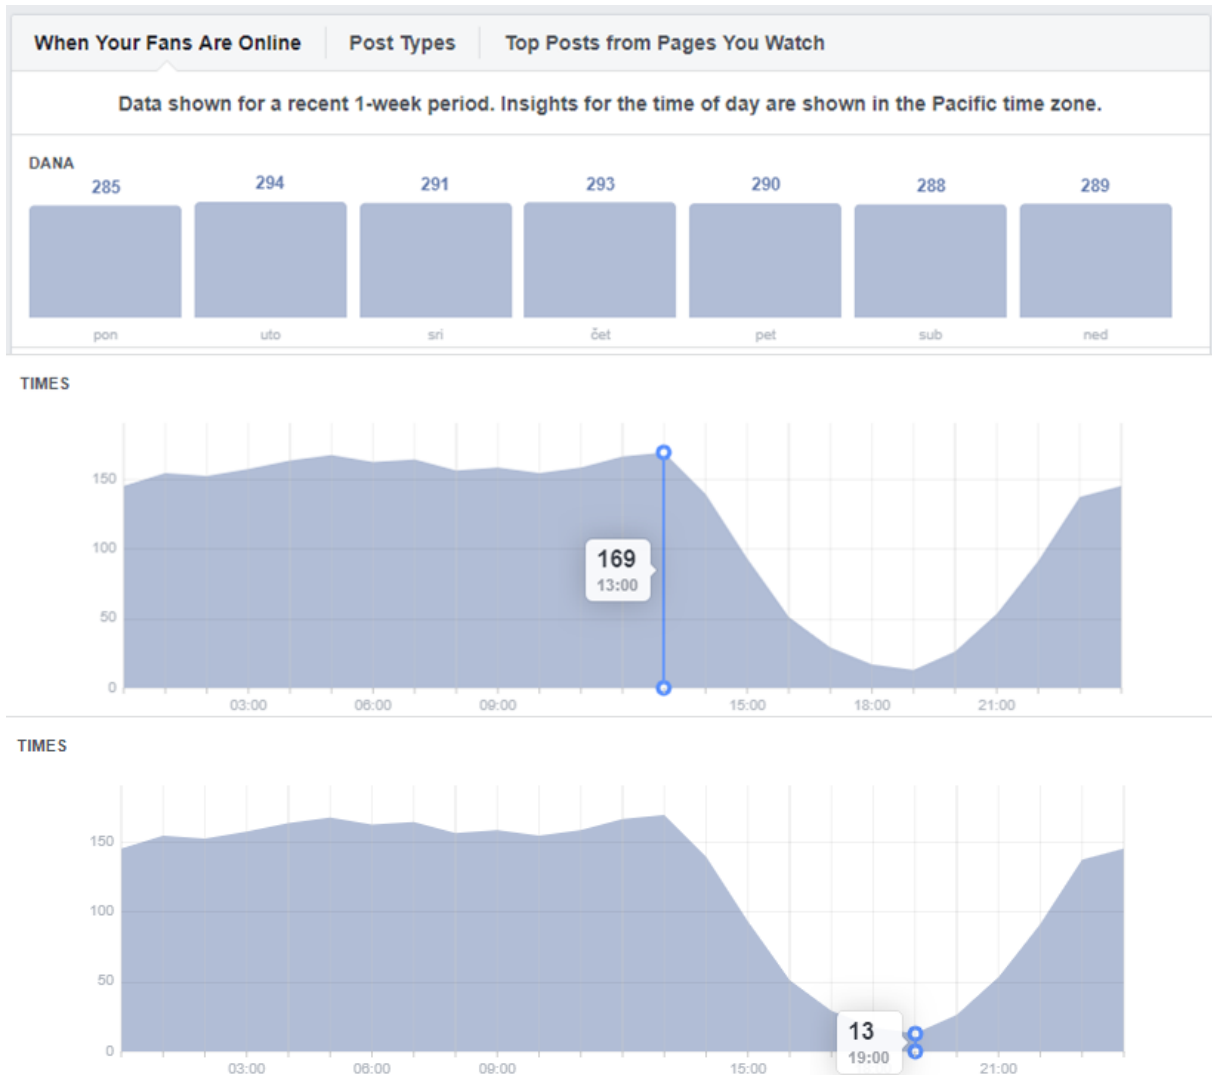 When Your Fans Are Online Post Types Top Posts from Pages You Watch
Data shown for a recent 1-week period. Insights for the time of day are shown in the Pacific time zone.
DANA
285 294 291 293 290 288 289
pon uto sri čet pet sub ned
TIMES
150
100
50
0
169
13:00
03:00 06:00 09:00 15:00 18:00 21:00
TIMES
150
100
50
0
13
19:00
03:00 06:00 09:00 15:00 21:00